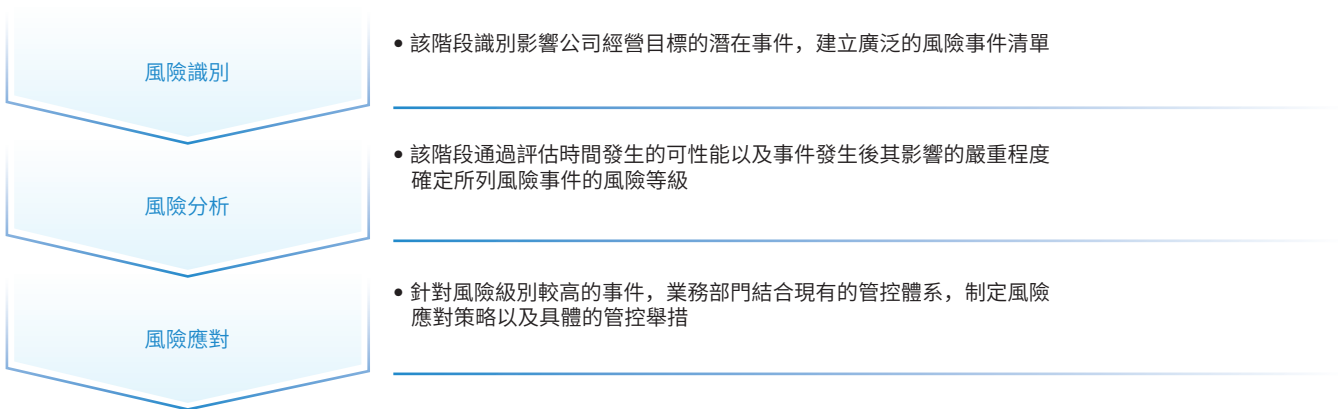 風險識別
• 該階段識別影響公司經營目標的潛在事件，建立廣泛的風險事件清單
風險分析
• 該階段通過評估時間發生的可性能以及事件發生後其影響的嚴重程度
確定所列風險事件的風險等級
風險應對
• 針對風險級別較高的事件，業務部門結合現有的管控體系，制定風險
應對策略以及具體的管控舉措